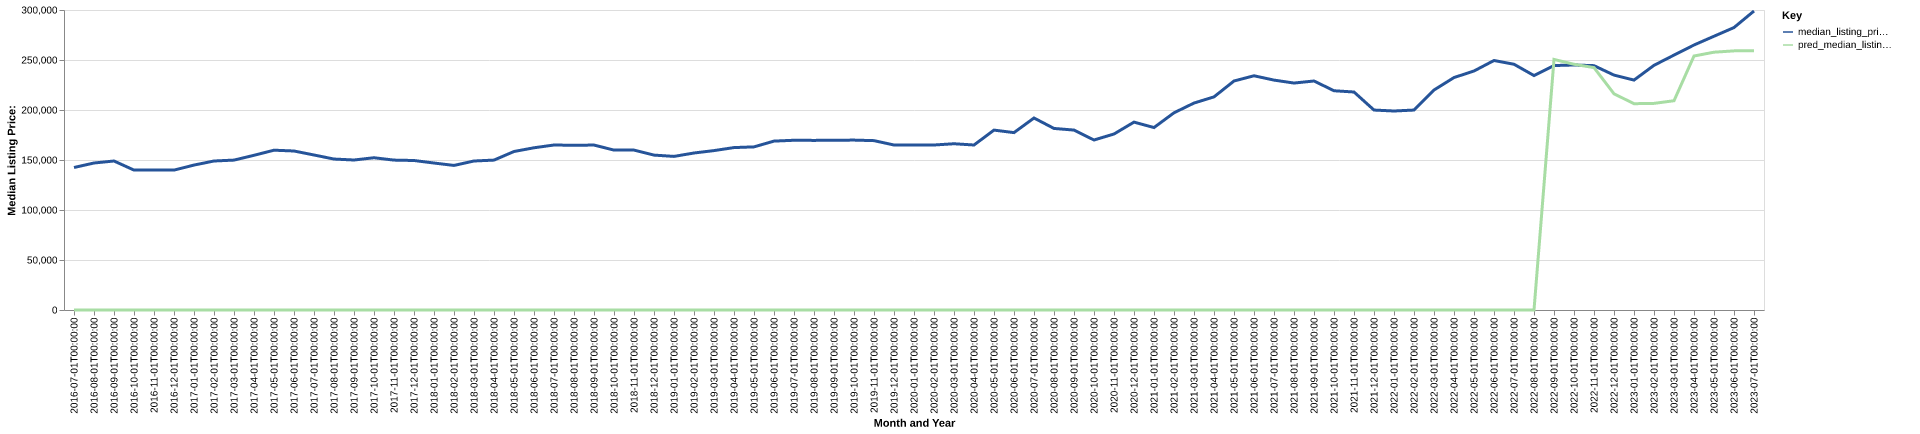 300,000
250,000
200,000
150,000
100,000
50,000
0
Median Listing Price:
2016-07-01T00:00:00
2016-08-01T00:00:00
2016-09-01T00:00:00
2016-10-01T00:00:00
2016-11-01T00:00:00
2016-12-01T00:00:00
2017-01-01T00:00:00
2017-02-01T00:00:00
2017-03-01T00:00:00
2017-04-01T00:00:00
2017-05-01T00:00:00
2017-06-01T00:00:00
2017-07-01T00:00:00
2017-08-01T00:00:00
2017-09-01T00:00:00
2017-10-01T00:00:00
2017-11-01T00:00:00
2017-12-01T00:00:00
2018-01-01T00:00:00
2018-02-01T00:00:00
2018-03-01T00:00:00
2018-04-01T00:00:00
2018-05-01T00:00:00
2018-06-01T00:00:00
2018-07-01T00:00:00
2018-08-01T00:00:00
2018-09-01T00:00:00
2018-10-01T00:00:00
2018-11-01T00:00:00
2018-12-01T00:00:00
2019-01-01T00:00:00
2019-02-01T00:00:00
2019-03-01T00:00:00
2019-04-01T00:00:00
2019-05-01T00:00:00
2019-06-01T00:00:00
2019-07-01T00:00:00
2019-08-01T00:00:00
2019-09-01T00:00:00
2019-10-01T00:00:00
2019-11-01T00:00:00
2019-12-01T00:00:00
2020-01-01T00:00:00
2020-02-01T00:00:00
2020-03-01T00:00:00
2020-04-01T00:00:00
2020-05-01T00:00:00
2020-06-01T00:00:00
2020-07-01T00:00:00
2020-08-01T00:00:00
2020-09-01T00:00:00
2020-10-01T00:00:00
2020-11-01T00:00:00
2020-12-01T00:00:00
2021-01-01T00:00:00
2021-02-01T00:00:00
2021-03-01T00:00:00
2021-04-01T00:00:00
2021-05-01T00:00:00
2021-06-01T00:00:00
2021-07-01T00:00:00
2021-08-01T00:00:00
2021-09-01T00:00:00
2021-10-01T00:00:00
2021-11-01T00:00:00
2021-12-01T00:00:00
2022-01-01T00:00:00
2022-02-01T00:00:00
2022-03-01T00:00:00
2022-04-01T00:00:00
2022-05-01T00:00:00
2022-06-01T00:00:00
2022-07-01T00:00:00
2022-08-01T00:00:00
2022-09-01T00:00:00
2022-10-01T00:00:00
2022-11-01T00:00:00
2022-12-01T00:00:00
2023-01-01T00:00:00
2023-02-01T00:00:00
2023-03-01T00:00:00
2023-04-01T00:00:00
2023-05-01T00:00:00
2023-06-01T00:00:00
2023-07-01T00:00:00
Month and Year
Key
median_listing_pri…
pred_median_listin…